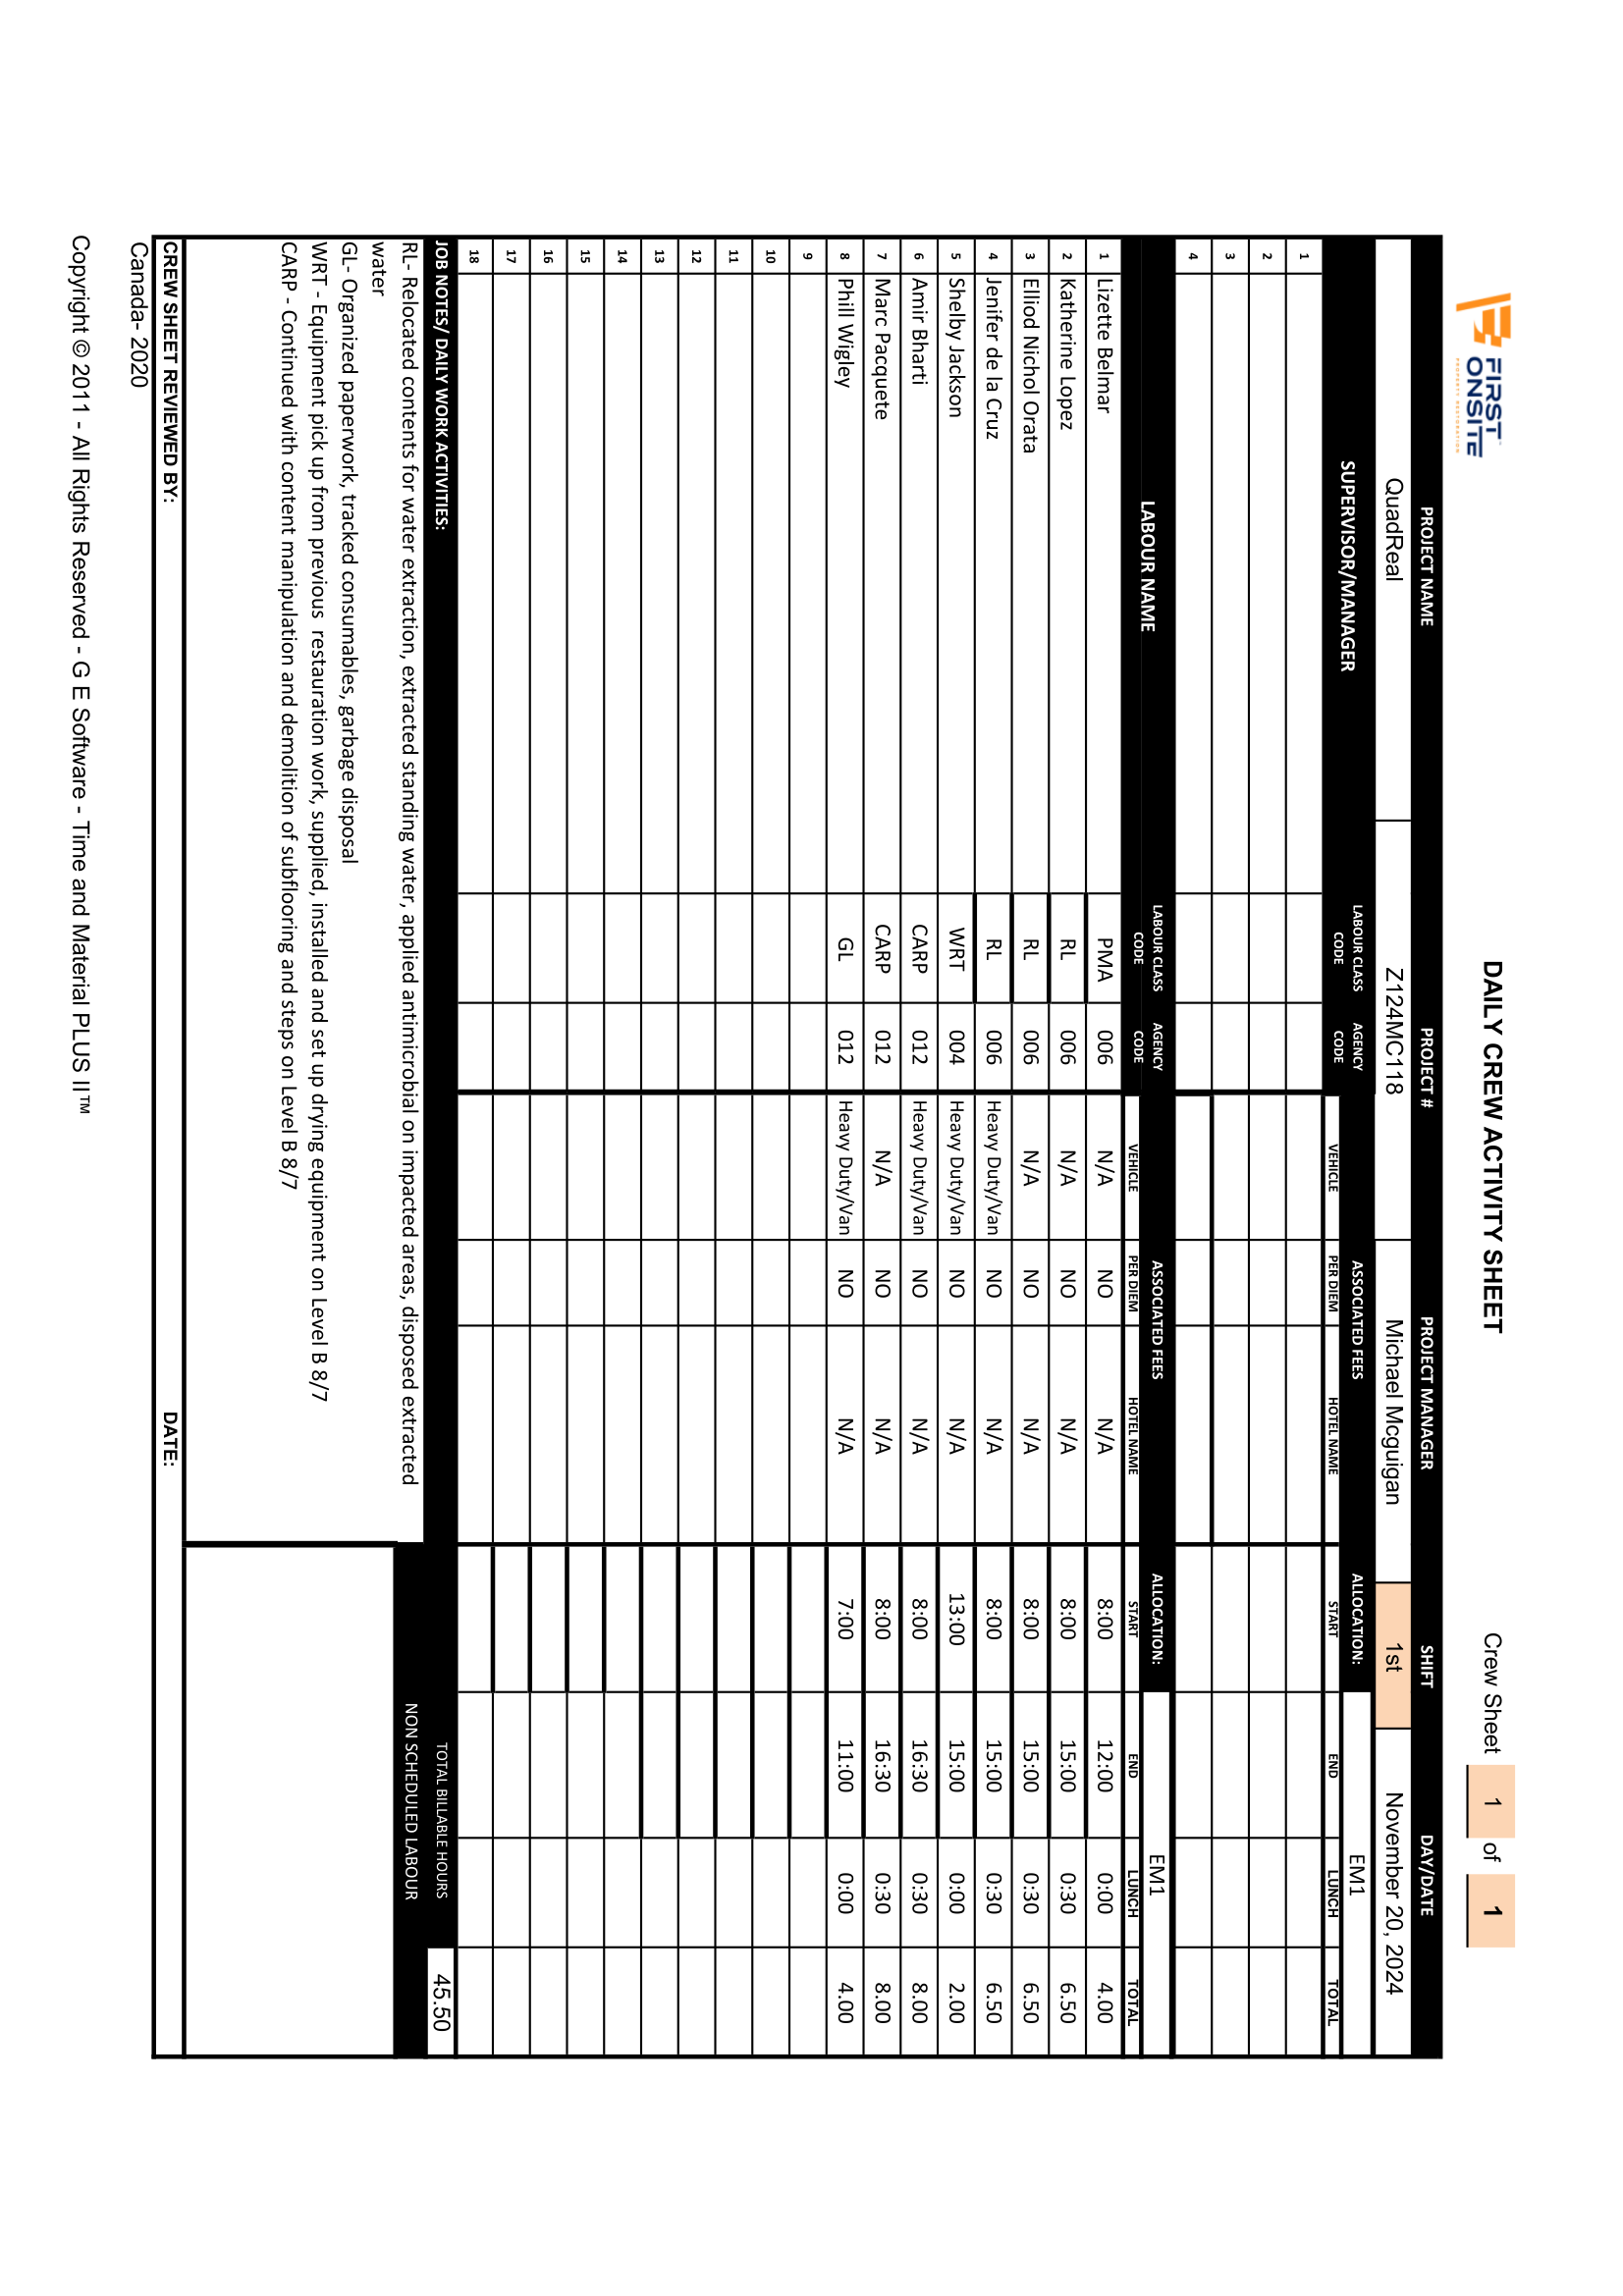 FIRST
ONSITE
PROPERTY RESTORATION
DAILY CREW ACTIVITY SHEET
Crew Sheet 1 of 1
PROJECT NAME PROJECT # PROJECT MANAGER SHIFT DAY/DATE
QuadReal Z124MC118 Michael Mcguigan 1st November 20, 2024
SUPERVISOR/MANAGER LABOUR CLASS CODE AGENCY CODE ASSOCIATED FEES ALLOCATION: EM1
VEHICLE PER DIEM HOTEL NAME START END LUNCH TOTAL
1
2
3
4
LABOUR NAME LABOUR CLASS CODE AGENCY CODE ASSOCIATED FEES ALLOCATION: EM1
VEHICLE PER DIEM HOTEL NAME START END LUNCH TOTAL
1 Lizette Belmar PMA 006 N/A NO N/A 8:00 12:00 0:00 4.00
2 Katherine Lopez RL 006 N/A NO N/A 8:00 15:00 0:30 6.50
3 Elliod Nichol Orata RL 006 N/A NO N/A 8:00 15:00 0:30 6.50
4 Jenifer de la Cruz RL 006 Heavy Duty/Van NO N/A 8:00 15:00 0:30 6.50
5 Shelby Jackson WRT 004 Heavy Duty/Van NO N/A 13:00 15:00 0:00 2.00
6 Amir Bharti CARP 012 Heavy Duty/Van NO N/A 8:00 16:30 0:30 8.00
7 Marc Pacquete CARP 012 N/A NO N/A 8:00 16:30 0:30 8.00
8 Phill Wigley GL 012 Heavy Duty/Van NO N/A 7:00 11:00 0:00 4.00
9
10
11
12
13
14
15
16
17
18
JOB NOTES/ DAILY WORK ACTIVITIES: TOTAL BILLABLE HOURS 45.50
NON SCHEDULED LABOUR
RL- Relocated contents for water extraction, extracted standing water, applied antimicrobial on impacted areas, disposed extracted
water
GL- Organized paperwork, tracked consumables, garbage disposal
WRT - Equipment pick up from previous restauration work, supplied, installed and set up drying equipment on Level B 8/7
CARP - Continued with content manipulation and demolition of subflooring and steps on Level B 8/7
CREW SHEET REVIEWED BY: DATE:
Canada- 2020
Copyright © 2011 - All Rights Reserved - G E Software - Time and Material PLUS II™